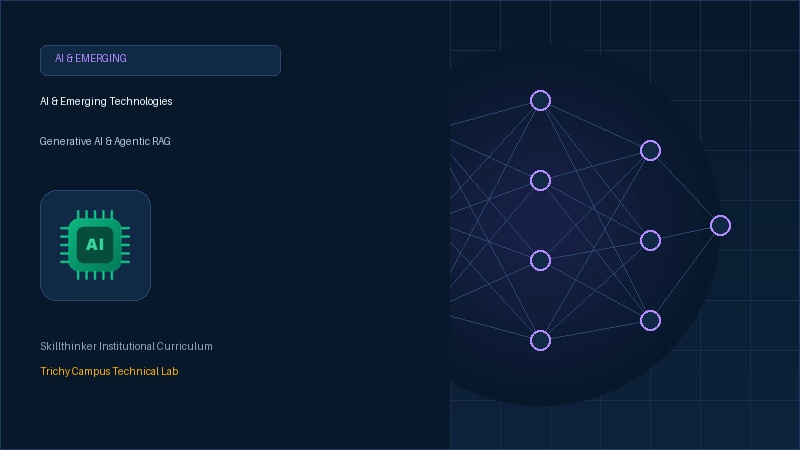 AI & EMERGING
AI & Emerging Technologies
Generative AI & Agentic RAG
AI
Skillthinker Institutional Curriculum
Trichy Campus Technical Lab